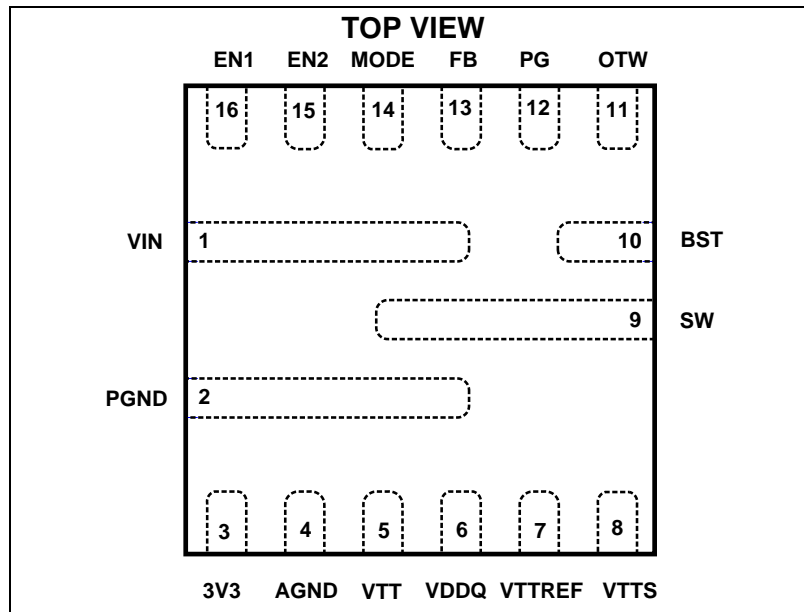 TOP VIEW
EN1 EN2 MODE FB PG OTW
16 15 14 13 12 11
VIN 1 10 BST
9 SW
PGND 2
3 4 5 6 7 8
3V3 AGND VTT VDDQ VTTREF VTTS